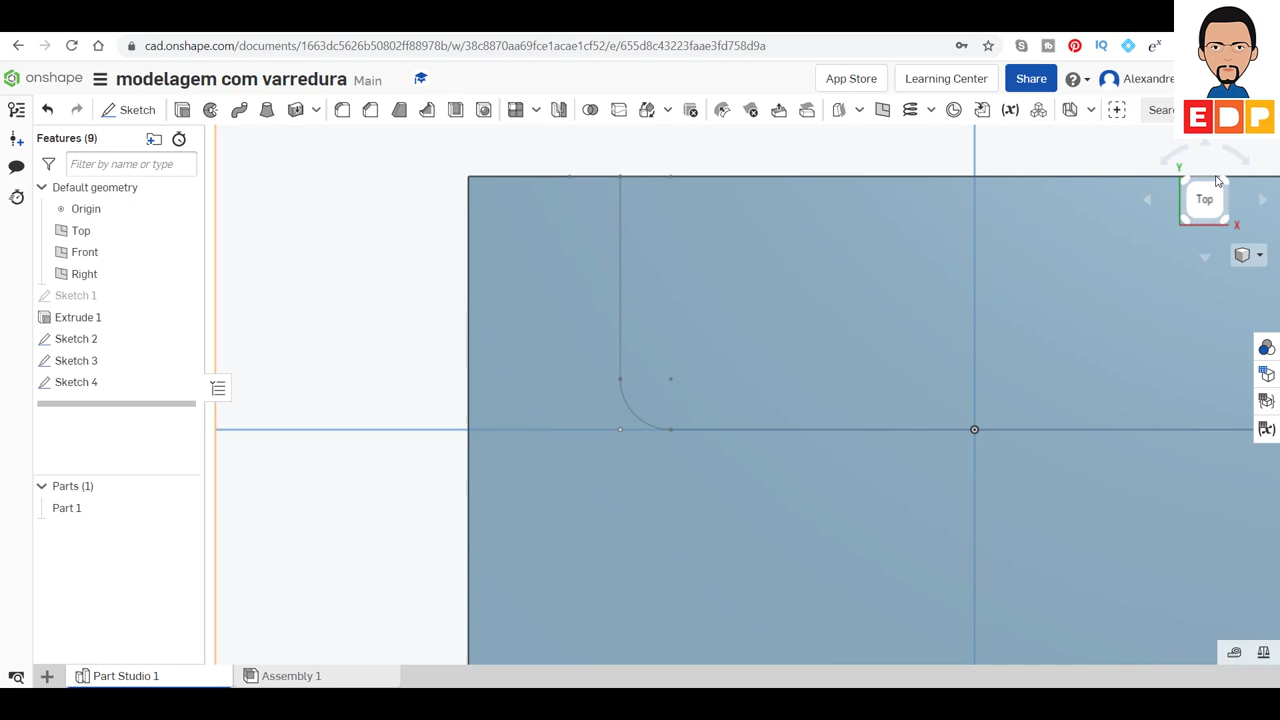 cad.onshape.com/documents/1663dc5626b50802ff88978b/w/38c8870aa69fce1acae1cf52/e/655d8c43223faae3fd758d9a
onshape
modelagem com varredura Main
App Store
Learning Center
Share
Alexandre
EDP
Sketch
(x)
Sear
Features (9)
Filter by name or type
Default geometry
Origin
Top
Front
Right
Sketch 1
Extrude 1
Sketch 2
Sketch 3
Sketch 4
Parts (1)
Part 1
Y
Top
X
(x)
Part Studio 1
Assembly 1